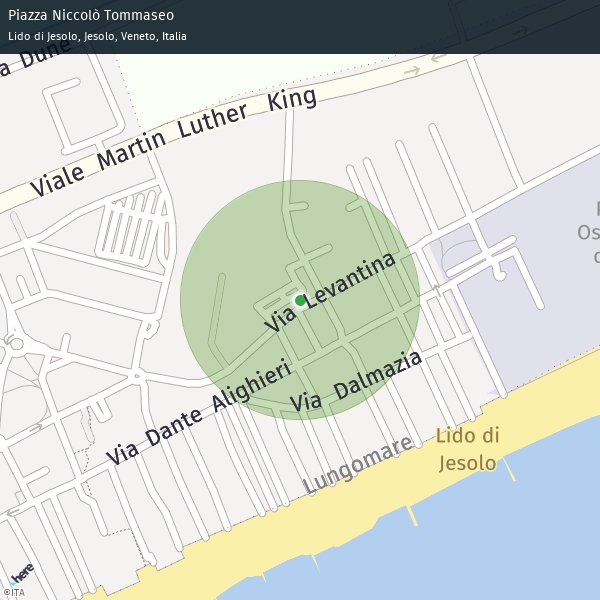 Piazza Niccolò Tommaseo
Lido di Jesolo, Jesolo, Veneto, Italia
a Dune
Viale Martin Luther King
Os
Via Levantina
Via Dante Alighieri
Via Dalmazia
Lido di
Jesolo
Lungomare
here
©ITA